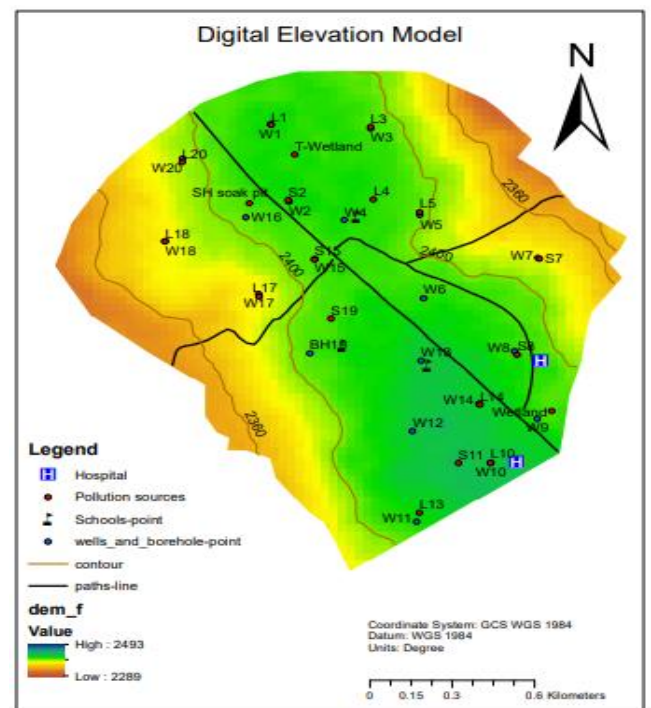 Digital Elevation Model
N
L1
W1
L3
W3
T-Wetland
L20
W20
2360
SH soak pit
S2
W2
L4
W16
W4
L5
W5
L18
W18
S15
W15
2400
2400
W7 S7
L17
W17
W6
S19
BH19
W8 S8
H
W13
2360
W14 L14
Wetland
W9
W12
S11
L10
W10
H
L13
W11
Legend
H Hospital
Pollution sources
Schools-point
wells_and_borehole-point
contour
paths-line
dem_f
Value
High : 2493
Low : 2289
Coordinate System: GCS WGS 1984
Datum: WGS 1984
Units: Degree
0 0.15 0.3 0.6 Kilometers